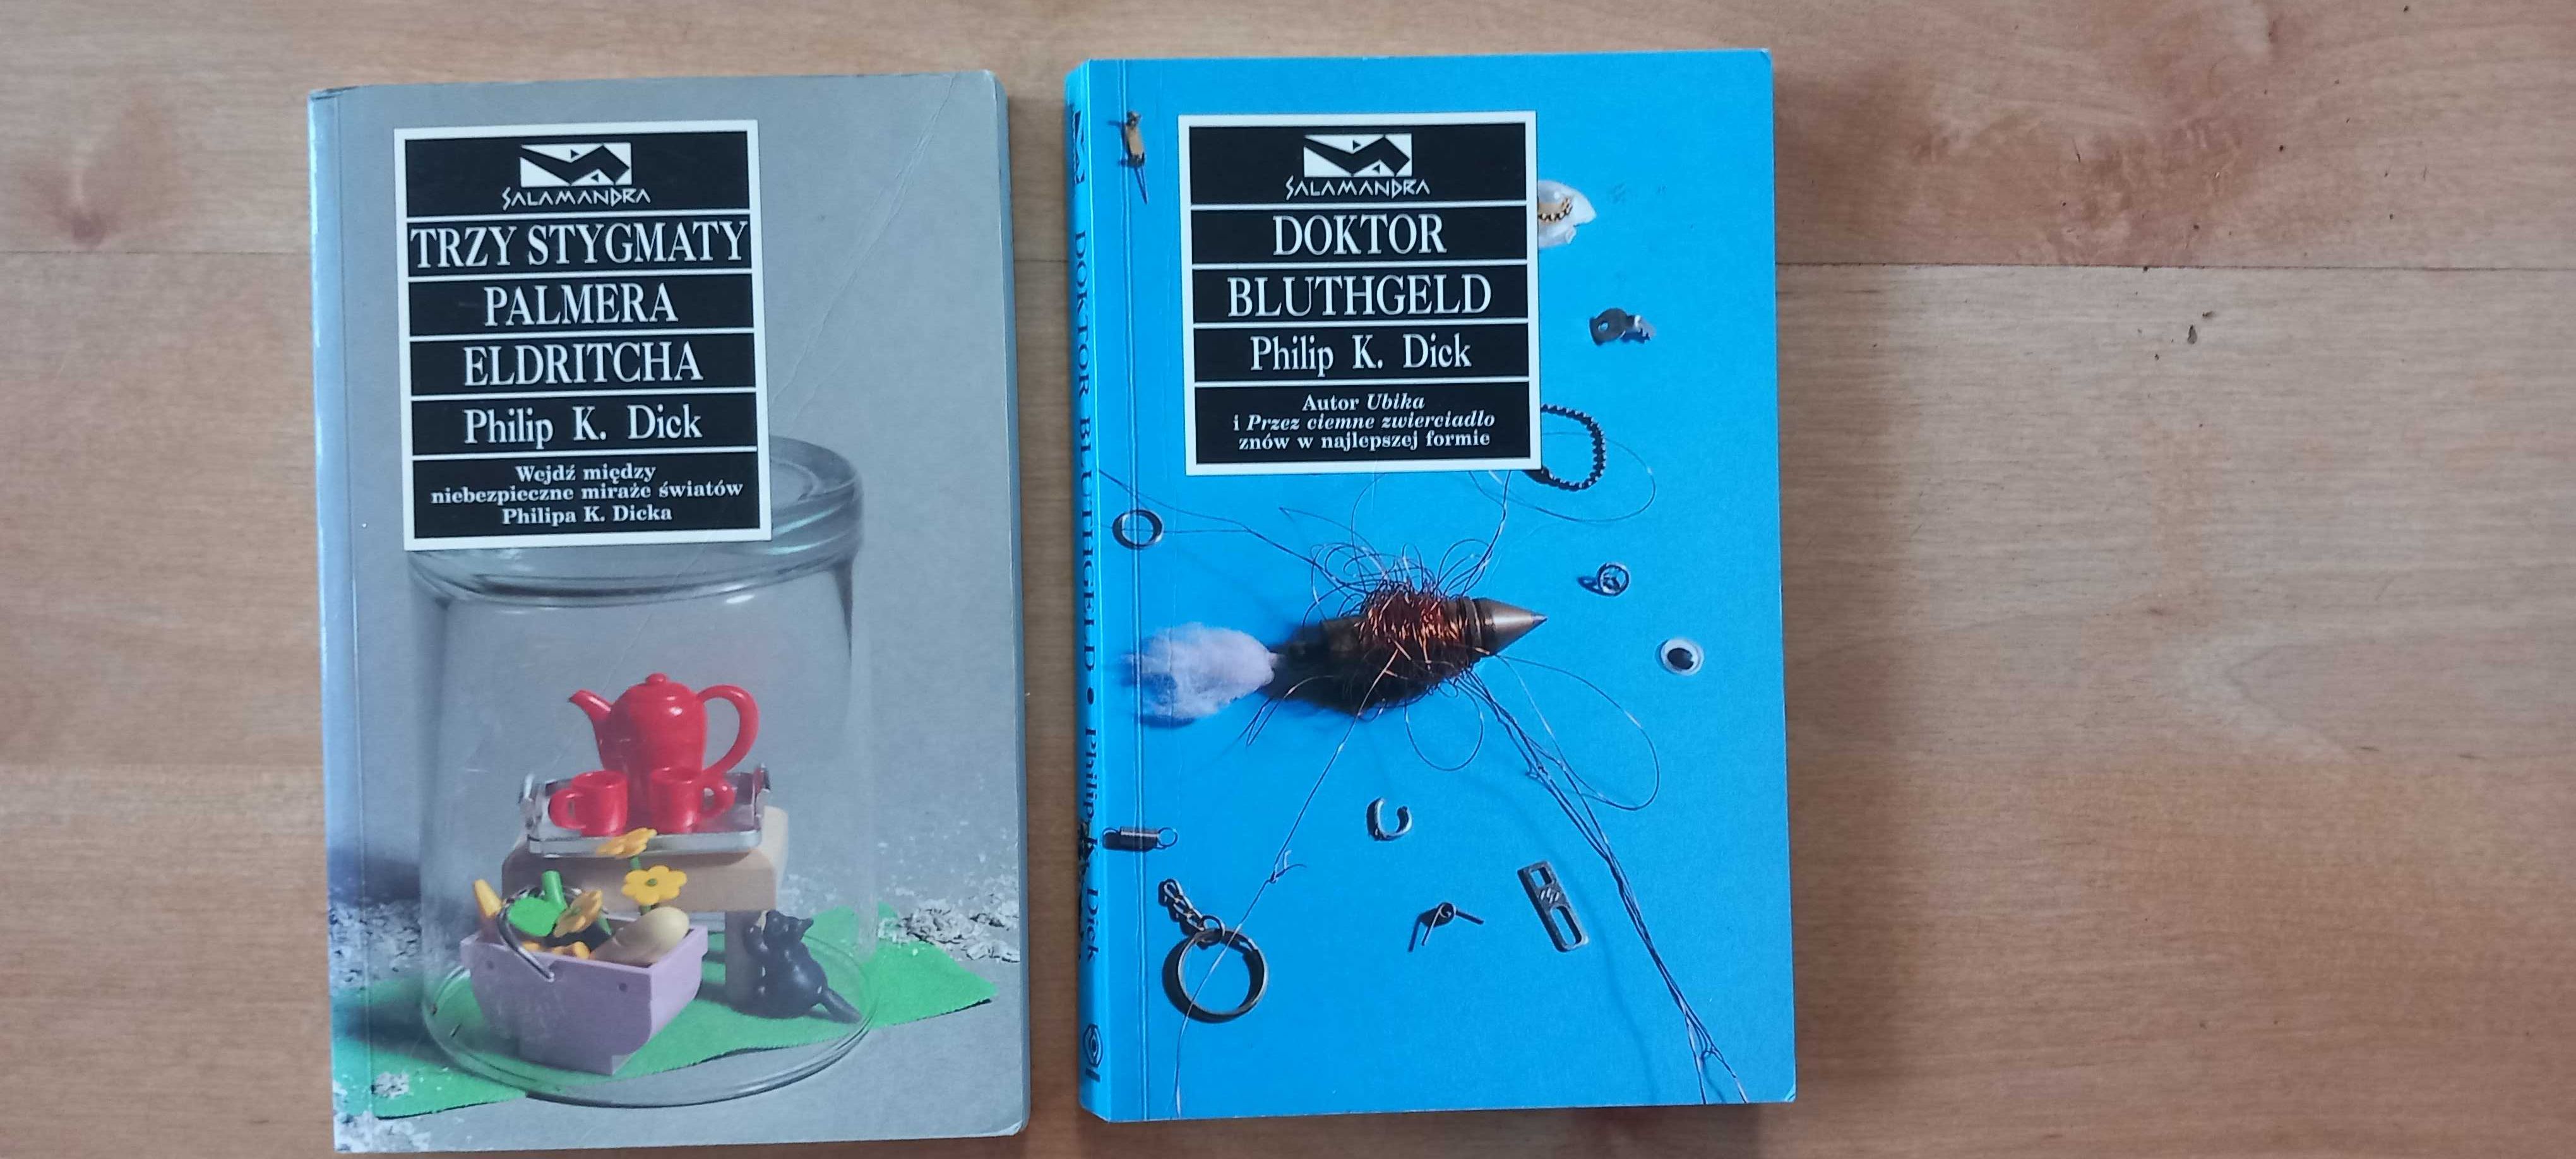 SALAMANDRA
TRZY STYGMATY
PALMERA
ELDRITCHA
Philip K. Dick
Wejdź między
niebezpieczne miraże światów
Philipa K. Dicka
DOKTOR BLUTHGELD • Philip K. Dick
SALAMANDRA
DOKTOR
BLUTHGELD
Philip K. Dick
Autor Ubika
i Przez ciemne zwierciadło
znów w najlepszej formie